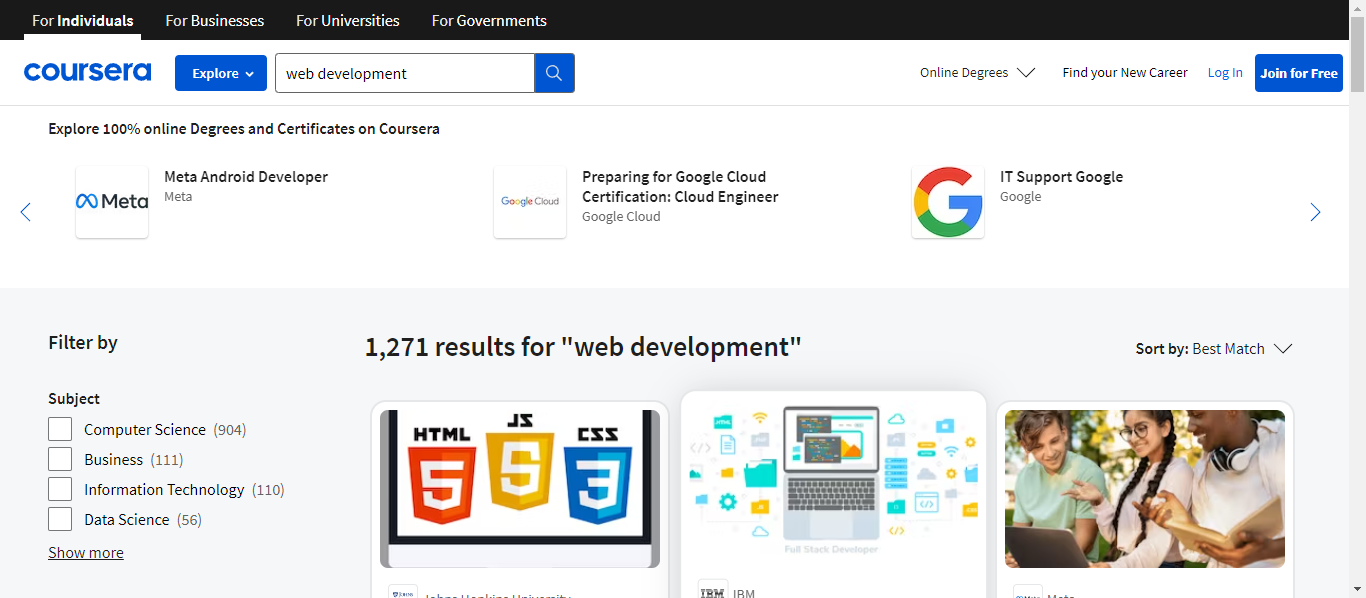 For Individuals
For Businesses
For Universities
For Governments
coursera
Explore
web development
Online Degrees
Find your New Career
Log In
Join for Free
Explore 100% online Degrees and Certificates on Coursera
Meta
Meta Android Developer
Meta
Google Cloud
Preparing for Google Cloud
Certification: Cloud Engineer
Google Cloud
IT Support Google
Google
Filter by
1,271 results for "web development"
Sort by: Best Match
Subject
Computer Science (904)
Business (111)
Information Technology (110)
Data Science (56)
Show more
HTML
5
JS
5
CSS
3
HTML
Full Stack Developer
Johns Hopkins University
IBM
IBM
Meta